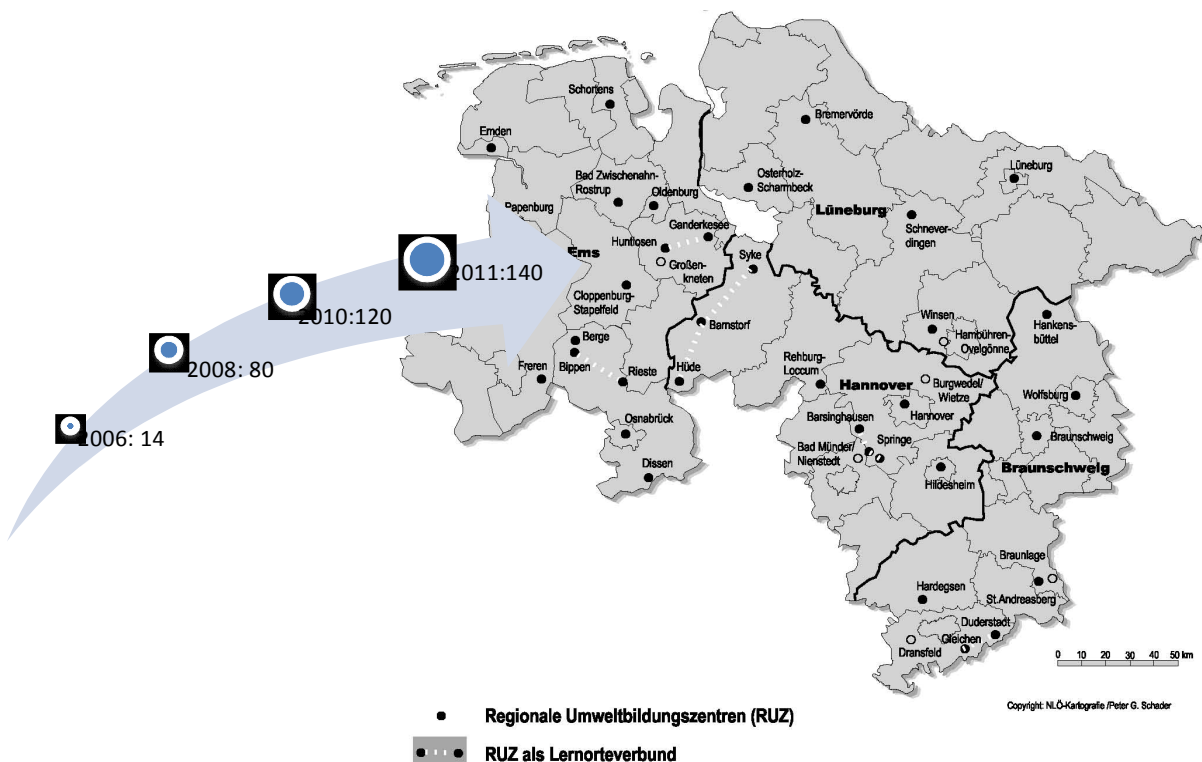 Schortens
Emden
Bremervörde
Bad Zwischenahn-
Rostrup
Oldenburg
Osterholz-
Scharmbeck
Lüneburg
Papenburg
Lüneburg
Ganderkesee
Schnever-
dingen
Huntlosen
Ems
Syke
Großen-
kneten
2011:140
Cloppenburg-
Stapelfeld
2010:120
Barnstorf
Winsen
Hambühren-
Ovelgönne
Hankens-
büttel
Berge
2008: 80
Bippen
Freren
Rieste
Hüde
Rehburg-
Loccum
Hannover
Burgwedel/
Wietze
Wolfsburg
Hannover
Osnabrück
Barsinghausen
2006: 14
Springe
Braunschweig
Bad Münder/
Nienstedt
Dissen
Braunschweig
Hildesheim
Braunlage
Hardegsen
St.Andreasberg
Duderstadt
Gleichen
Dransfeld
0 10 20 30 40 50 km
Copyright: NLÖ-Kartografie /Peter G. Schader
Regionale Umweltbildungszentren (RUZ)
RUZ als Lernorteverbund